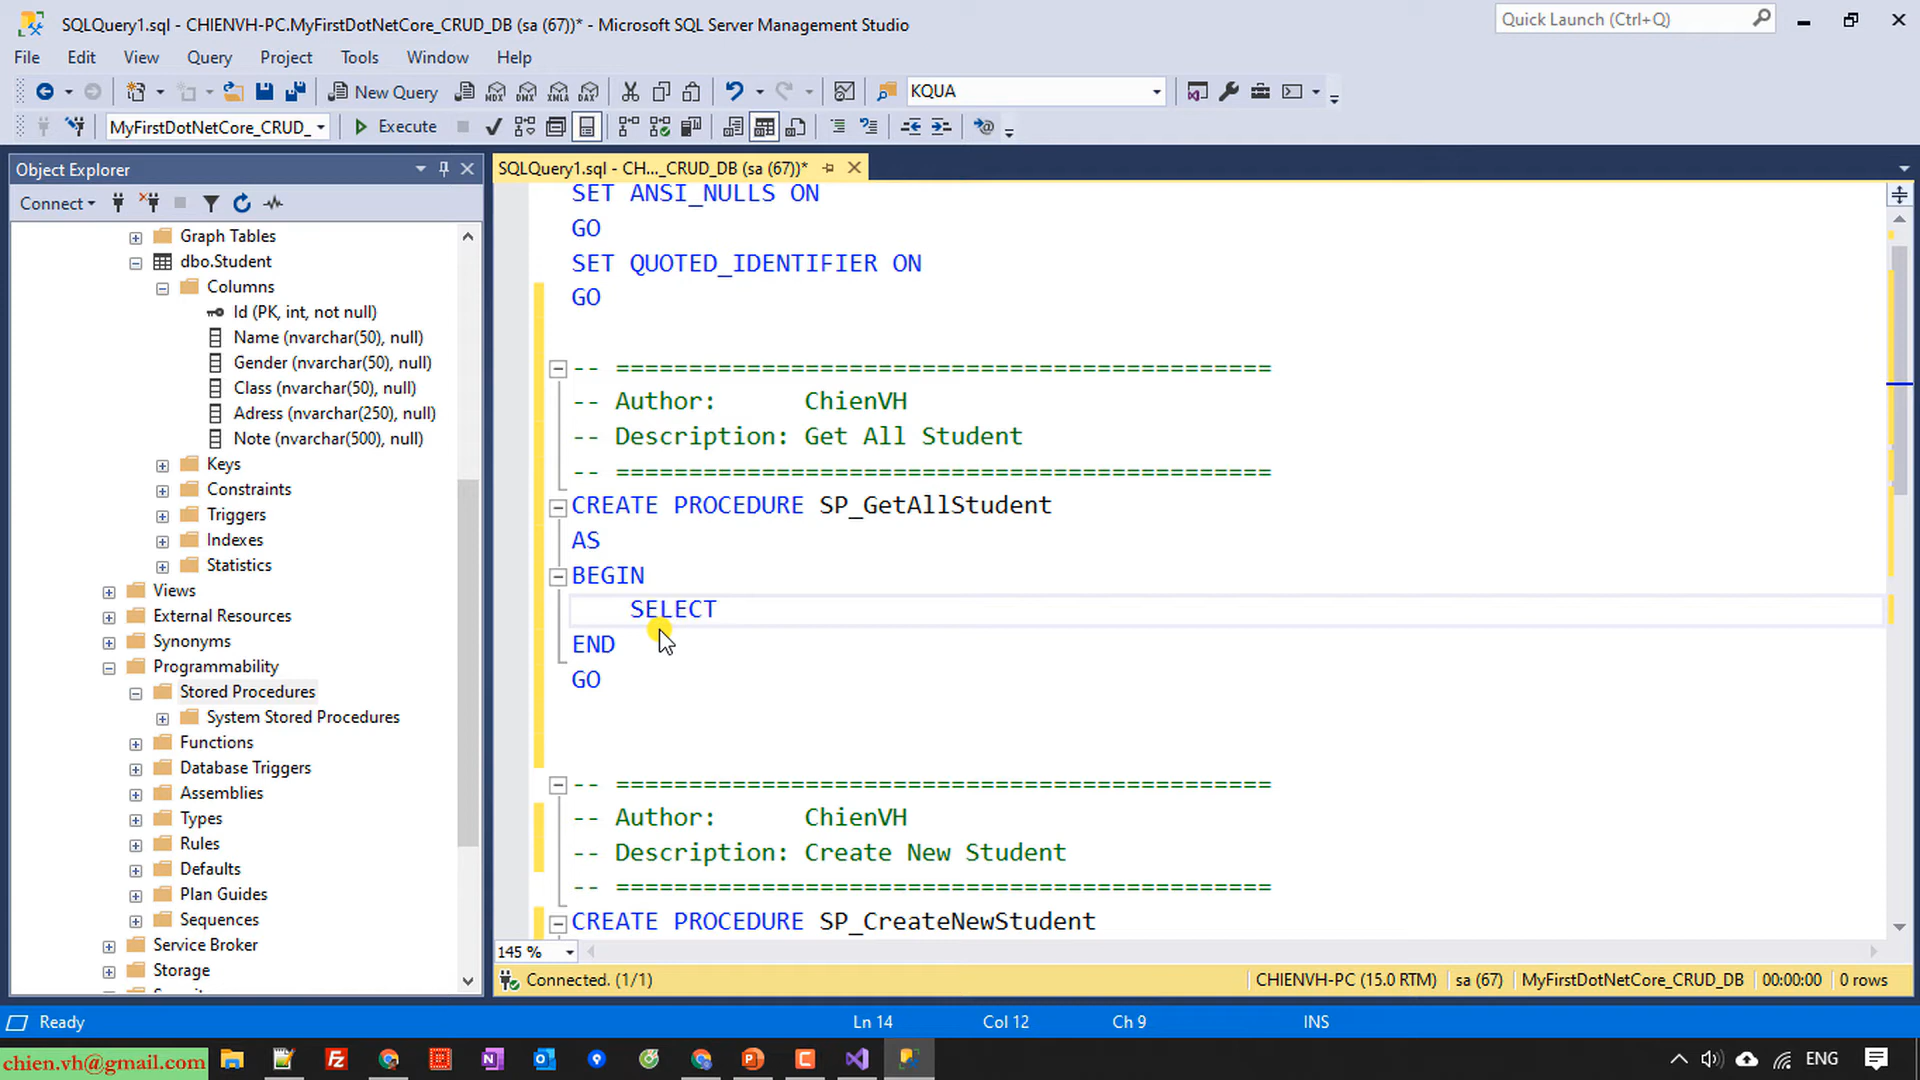 SQLQuery1.sql - CHIENVH-PC.MyFirstDotNetCore_CRUD_DB (sa (67))* - Microsoft SQL Server Management Studio
Quick Launch (Ctrl+Q)
File Edit View Query Project Tools Window Help
New Query MDX DMX XMLA DAX KQUA
MyFirstDotNetCore_CRUD_ Execute
Object Explorer
SQLQuery1.sql - CH..._CRUD_DB (sa (67))*
Connect
Graph Tables
dbo.Student
Columns
Id (PK, int, not null)
Name (nvarchar(50), null)
Gender (nvarchar(50), null)
Class (nvarchar(50), null)
Adress (nvarchar(250), null)
Note (nvarchar(500), null)
Keys
Constraints
Triggers
Indexes
Statistics
Views
External Resources
Synonyms
Programmability
Stored Procedures
System Stored Procedures
Functions
Database Triggers
Assemblies
Types
Rules
Defaults
Plan Guides
Sequences
Service Broker
Storage
SET ANSI_NULLS ON
GO
SET QUOTED_IDENTIFIER ON
GO
-- =============================================
-- Author: ChienVH
-- Description: Get All Student
-- =============================================
CREATE PROCEDURE SP_GetAllStudent
AS
BEGIN
SELECT
END
GO
-- =============================================
-- Author: ChienVH
-- Description: Create New Student
-- =============================================
CREATE PROCEDURE SP_CreateNewStudent
145 %
Connected. (1/1)
CHIENVH-PC (15.0 RTM) sa (67) MyFirstDotNetCore_CRUD_DB 00:00:00 0 rows
Ready Ln 14 Col 12 Ch 9 INS
chien.vh@gmail.com
ENG